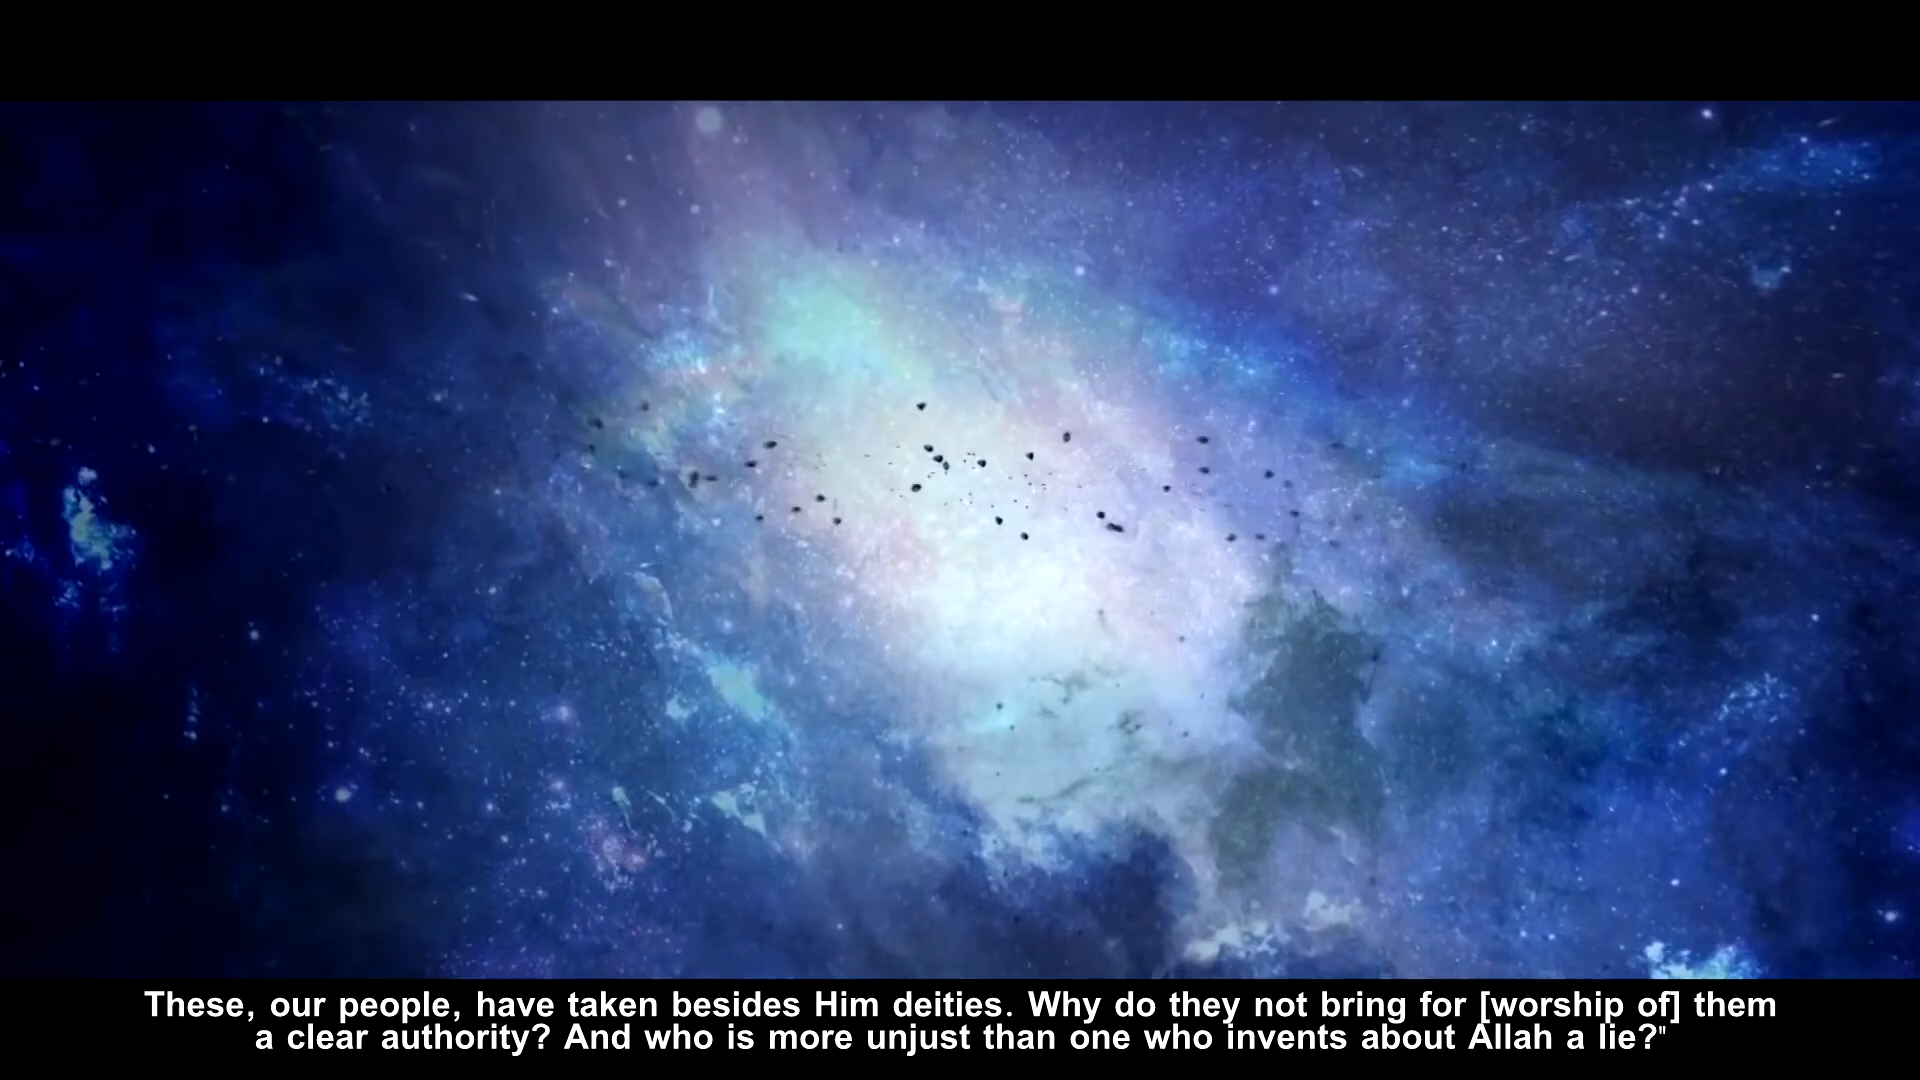 These, our people, have taken besides Him deities. Why do they not bring for [worship of] them
a clear authority? And who is more unjust than one who invents about Allah a lie?"